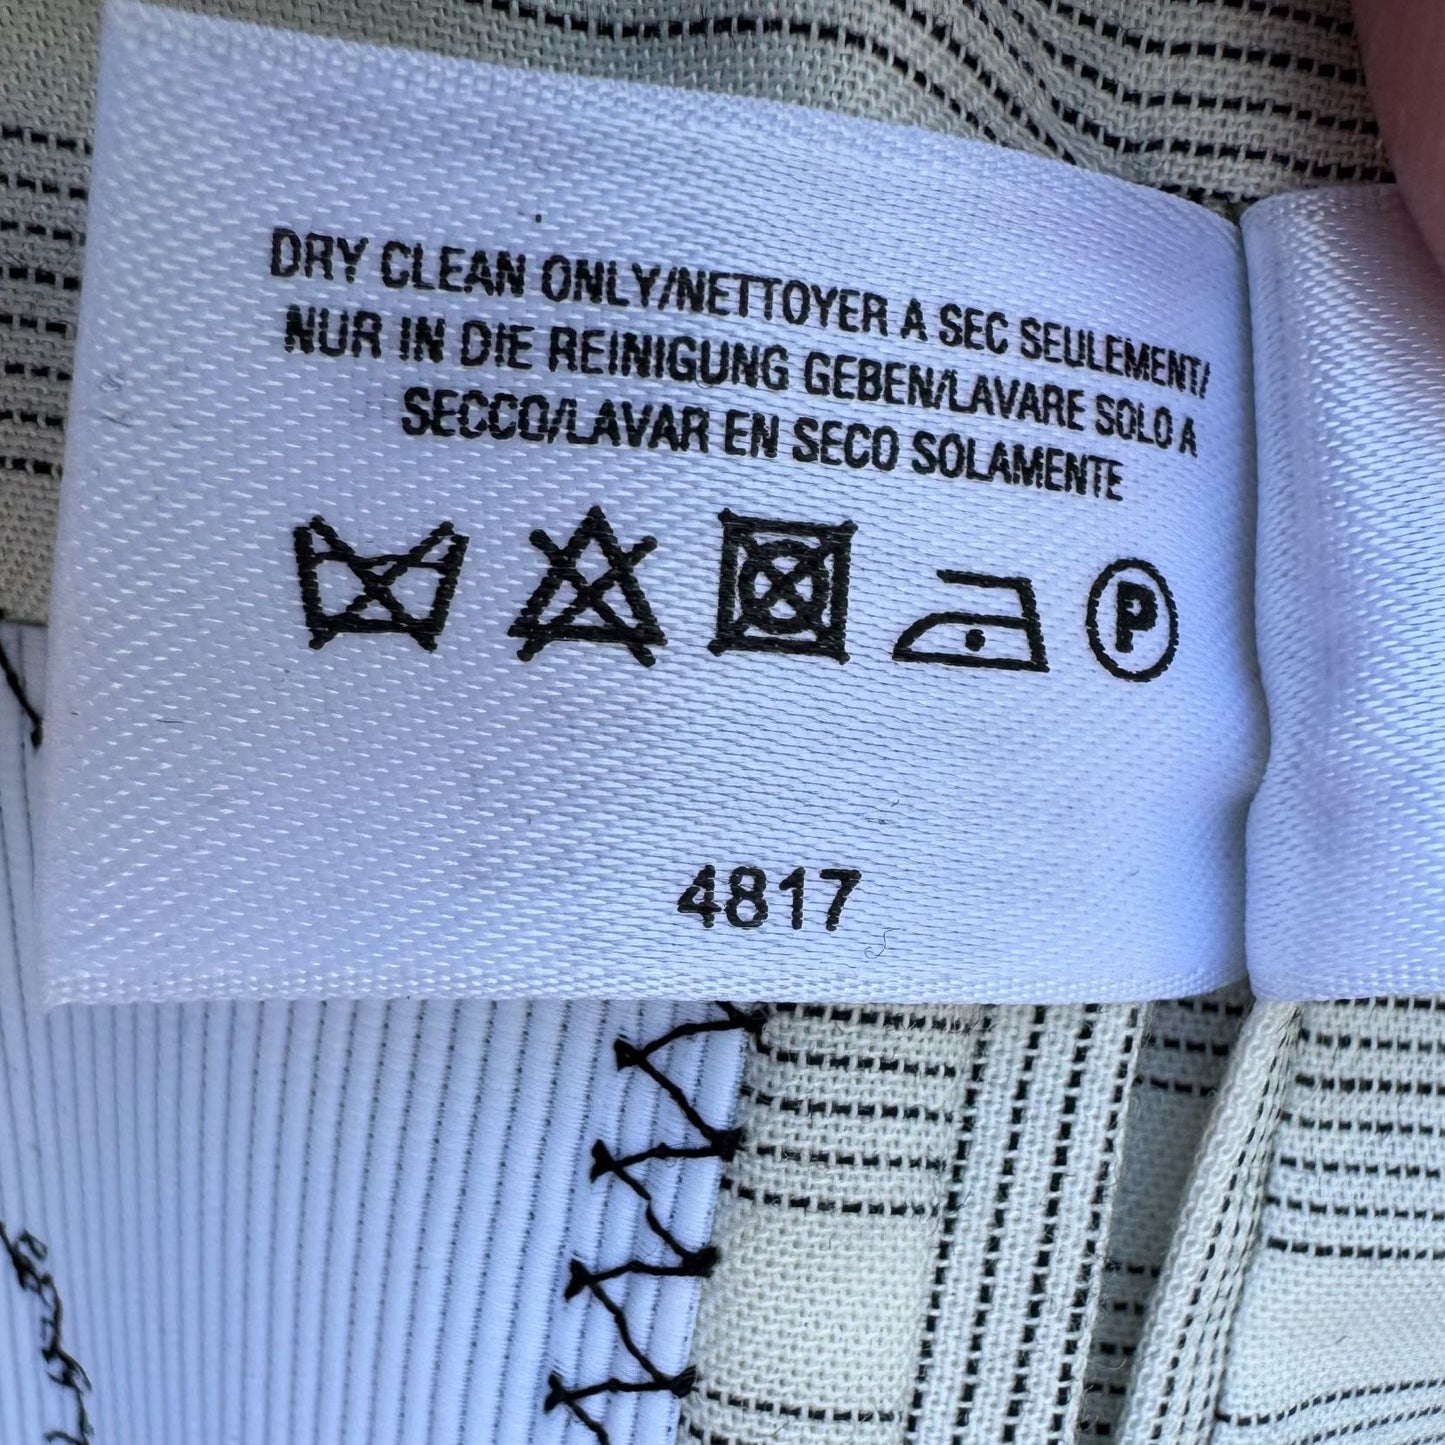 DRY CLEAN ONLY/NETTOYER A SEC SEULEMENT/
NUR IN DIE REINIGUNG GEBEN/LAVARE SOLO A
SECCO/LAVAR EN SECO SOLAMENTE
P
4817